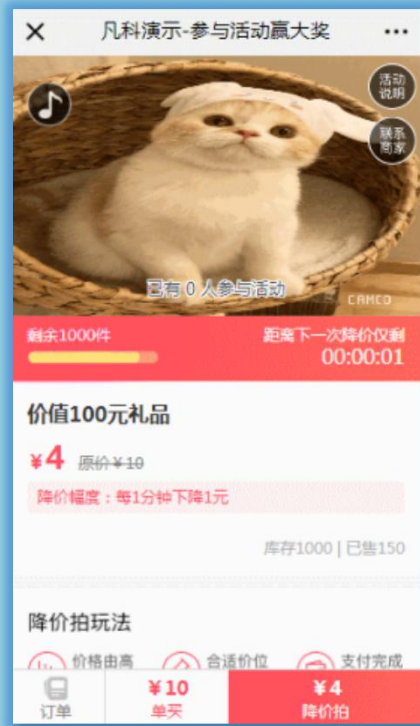 凡科演示-参与活动赢大奖
活动
说明
联系
商家
已有 0 人参与活动
CAMCO
剩余1000件
距离下一次降价仅剩
00:00:01
价值100元礼品
¥4 原价¥10
降价幅度：每1分钟下降1元
库存1000 | 已售150
降价拍玩法
价格由高
合适价位
支付完成
订单
¥10
单买
¥4
降价拍